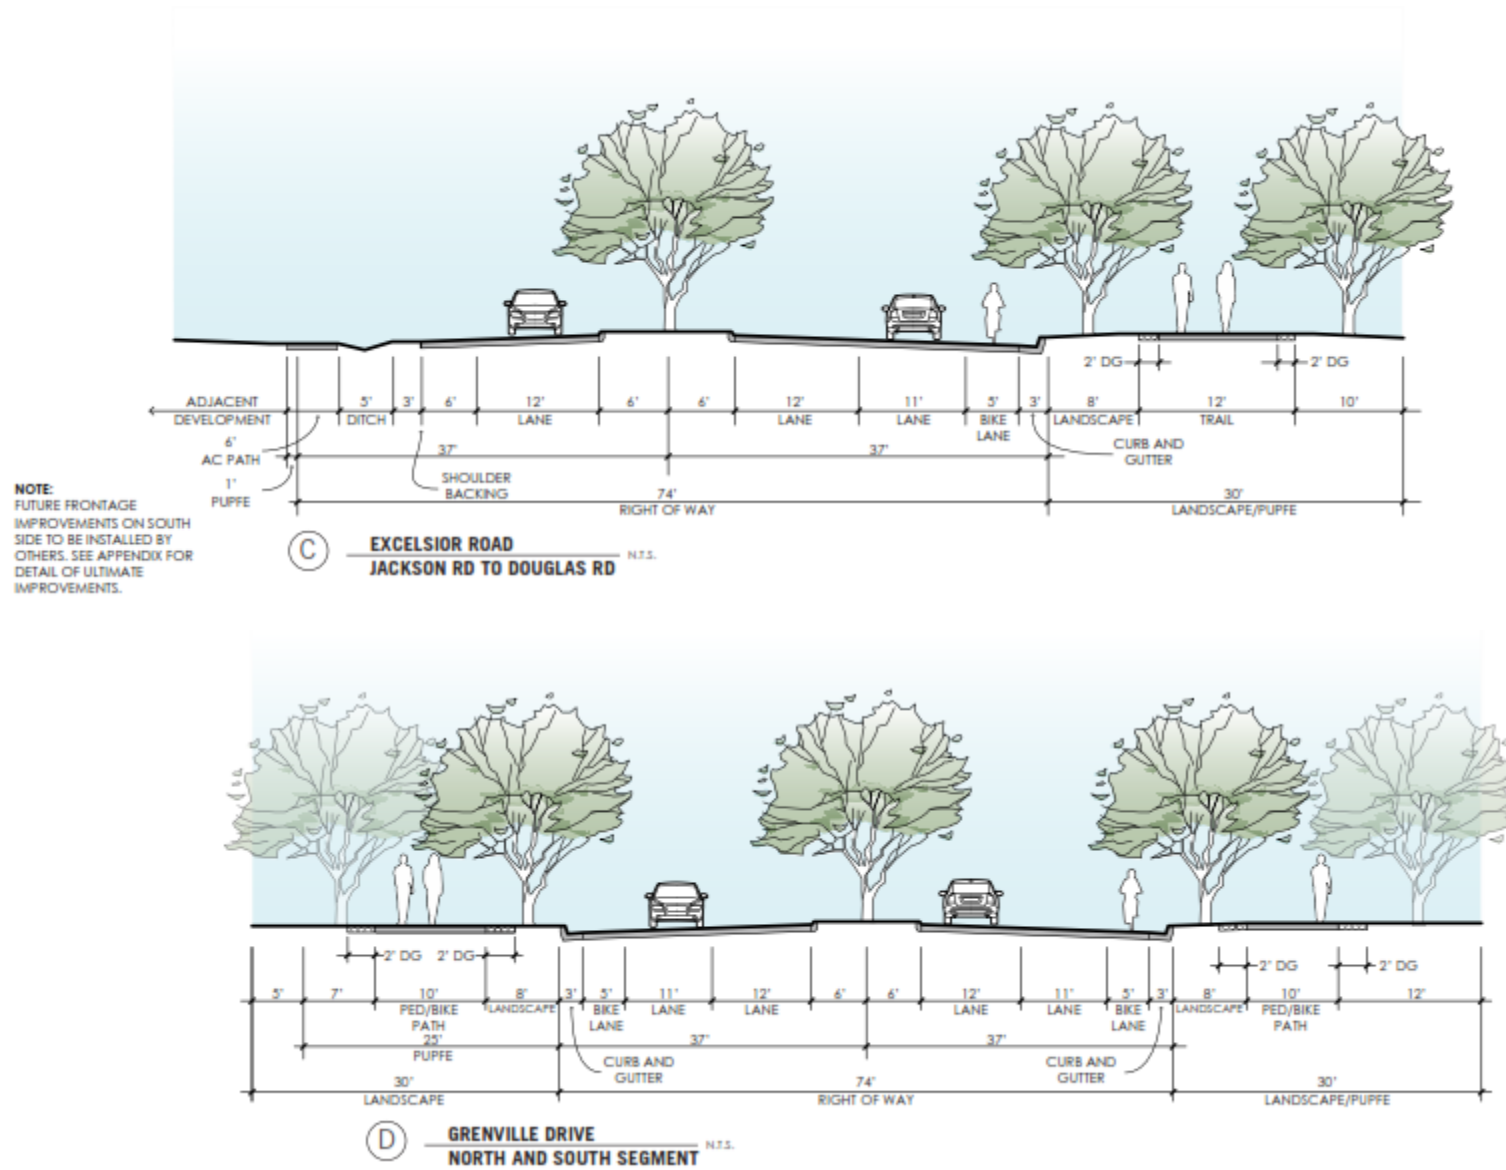 2' DG
2' DG
ADJACENT
DEVELOPMENT
5'
DITCH
3'
6'
12'
LANE
6'
6'
12'
LANE
11'
LANE
5'
BIKE
LANE
3'
8'
LANDSCAPE
12'
TRAIL
10'
6'
AC PATH
37'
37'
CURB AND
GUTTER
1'
PUPFE
SHOULDER
BACKING
74'
RIGHT OF WAY
30'
LANDSCAPE/PUPFE
NOTE:
FUTURE FRONTAGE
IMPROVEMENTS ON SOUTH
SIDE TO BE INSTALLED BY
OTHERS. SEE APPENDIX FOR
DETAIL OF ULTIMATE
IMPROVEMENTS.
C
EXCELSIOR ROAD
JACKSON RD TO DOUGLAS RD
N.T.S.
2' DG
2' DG
2' DG
2' DG
5'
7'
10'
PED/BIKE
PATH
8'
LANDSCAPE
3'
5'
BIKE
LANE
11'
LANE
12'
LANE
6'
6'
12'
LANE
11'
LANE
5'
BIKE
LANE
3'
8'
LANDSCAPE
10'
PED/BIKE
PATH
12'
25'
PUPFE
37'
37'
CURB AND
GUTTER
CURB AND
GUTTER
30'
LANDSCAPE
74'
RIGHT OF WAY
30'
LANDSCAPE/PUPFE
D
GRENVILLE DRIVE
NORTH AND SOUTH SEGMENT
N.T.S.